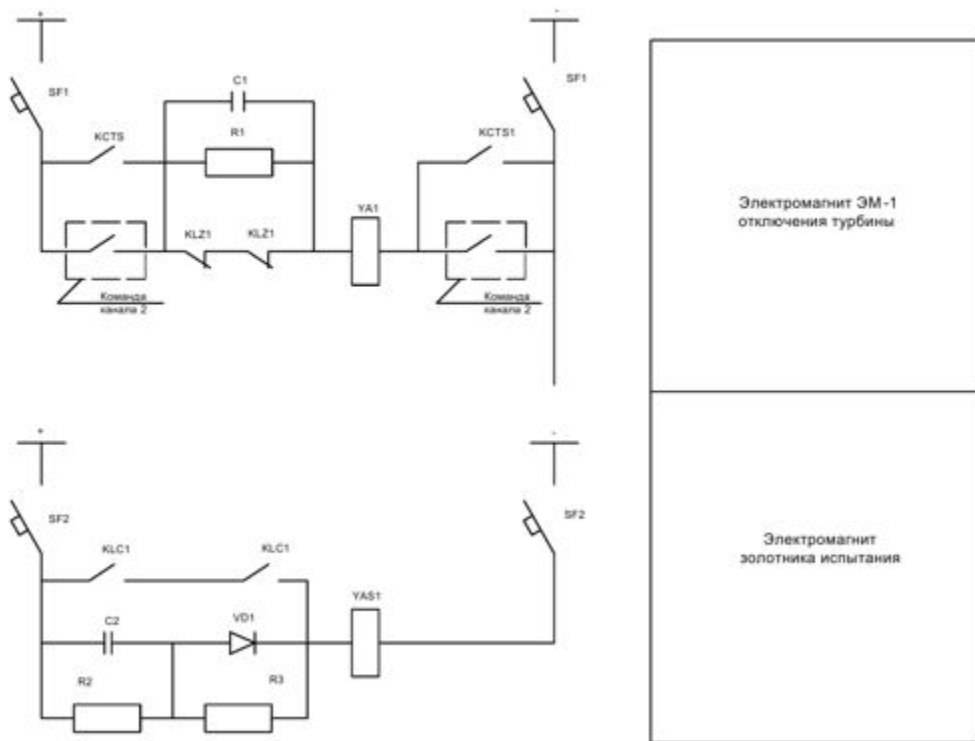 +
-
SF1
SF1
C1
R1
KCTS
KCTS1
YA1
KLZ1
KLZ1
Команда
канала 2
Команда
канала 2
Электромагнит ЭМ-1
отключения турбины
+
-
SF2
SF2
KLC1
KLC1
YAS1
C2
VD1
R2
R3
Электромагнит
золотника испытания